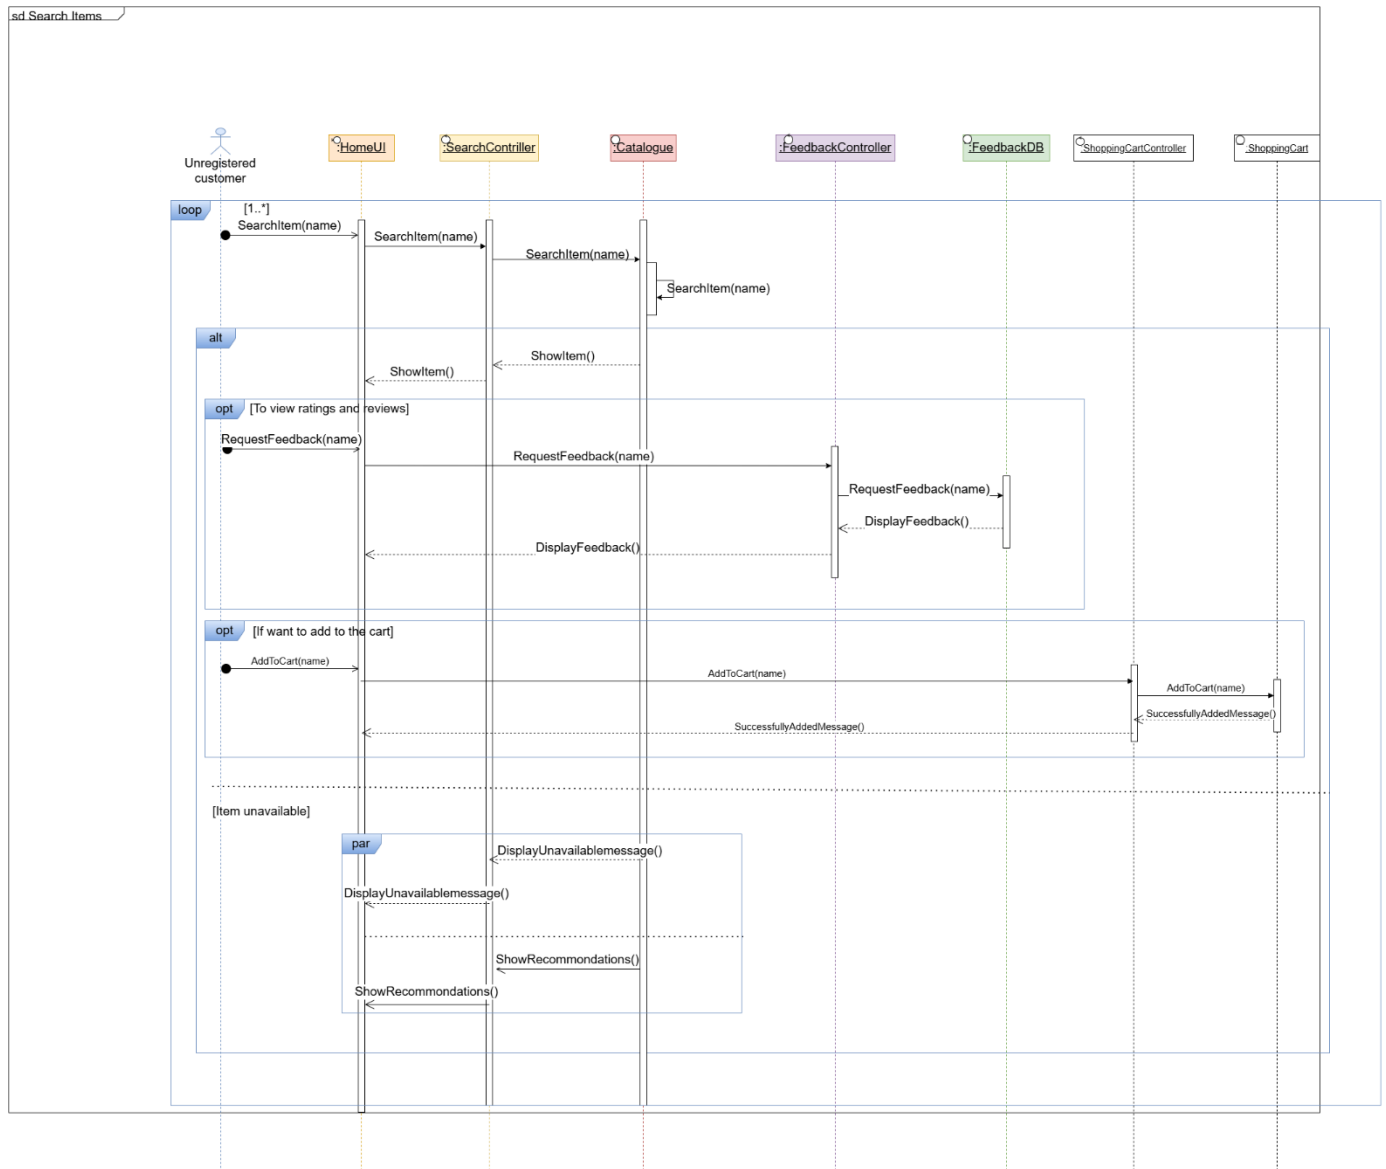 sd Search Items
Unregistered
customer
:HomeUI
:SearchContriller
:Catalogue
:FeedbackController
:FeedbackDB
:ShoppingCartController
:ShoppingCart
loop
[1..*]
SearchItem(name)
SearchItem(name)
SearchItem(name)
SearchItem(name)
alt
ShowItem()
ShowItem()
opt
[To view ratings and reviews]
RequestFeedback(name)
RequestFeedback(name)
RequestFeedback(name)
DisplayFeedback()
DisplayFeedback()
opt
[If want to add to the cart]
AddToCart(name)
AddToCart(name)
AddToCart(name)
SuccessfullyAddedMessage()
SuccessfullyAddedMessage()
[Item unavailable]
par
DisplayUnavailablemessage()
DisplayUnavailablemessage()
ShowRecommondations()
ShowRecommondations()